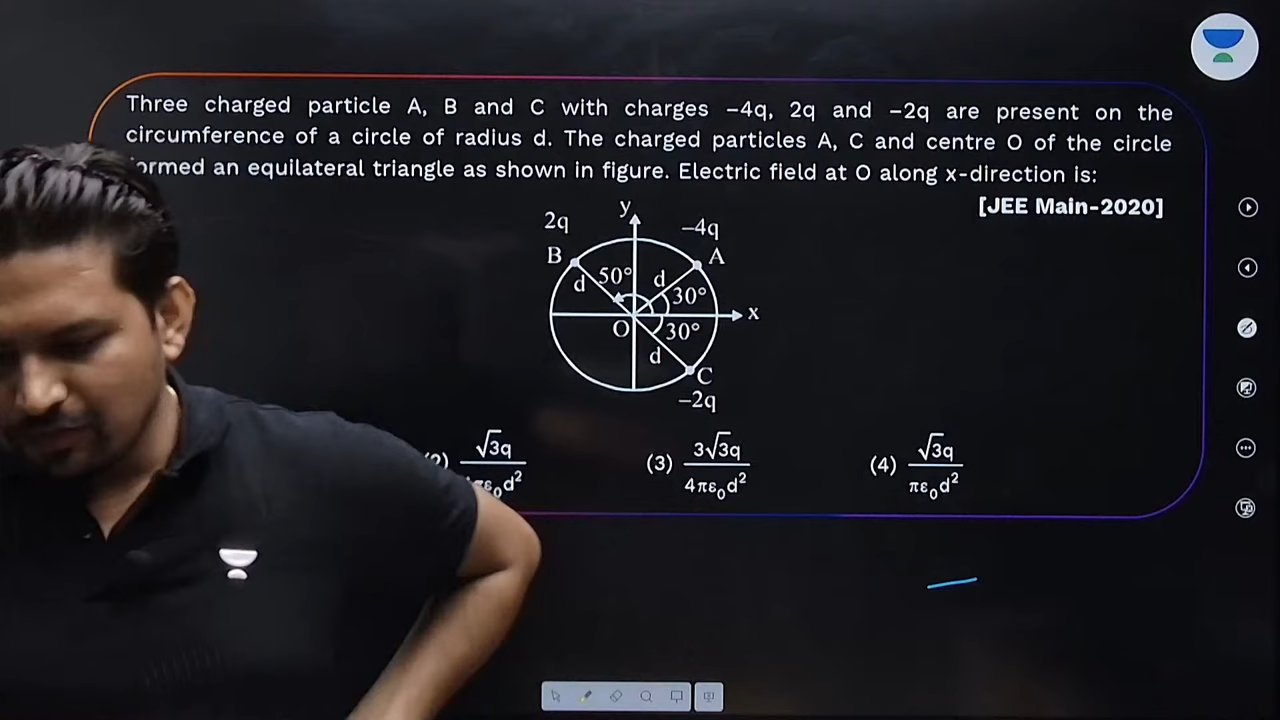 Three charged particle A, B and C with charges −4q, 2q and −2q are present on the
circumference of a circle of radius d. The charged particles A, C and centre O of the circle
formed an equilateral triangle as shown in figure. Electric field at O along x-direction is:
[JEE Main-2020]
2q y −4q
B A
d 50° d 30°
O x
30°
d
C
−2q
(2) √3q / 4πε₀d² (3) 3√3q / 4πε₀d² (4) √3q / πε₀d²